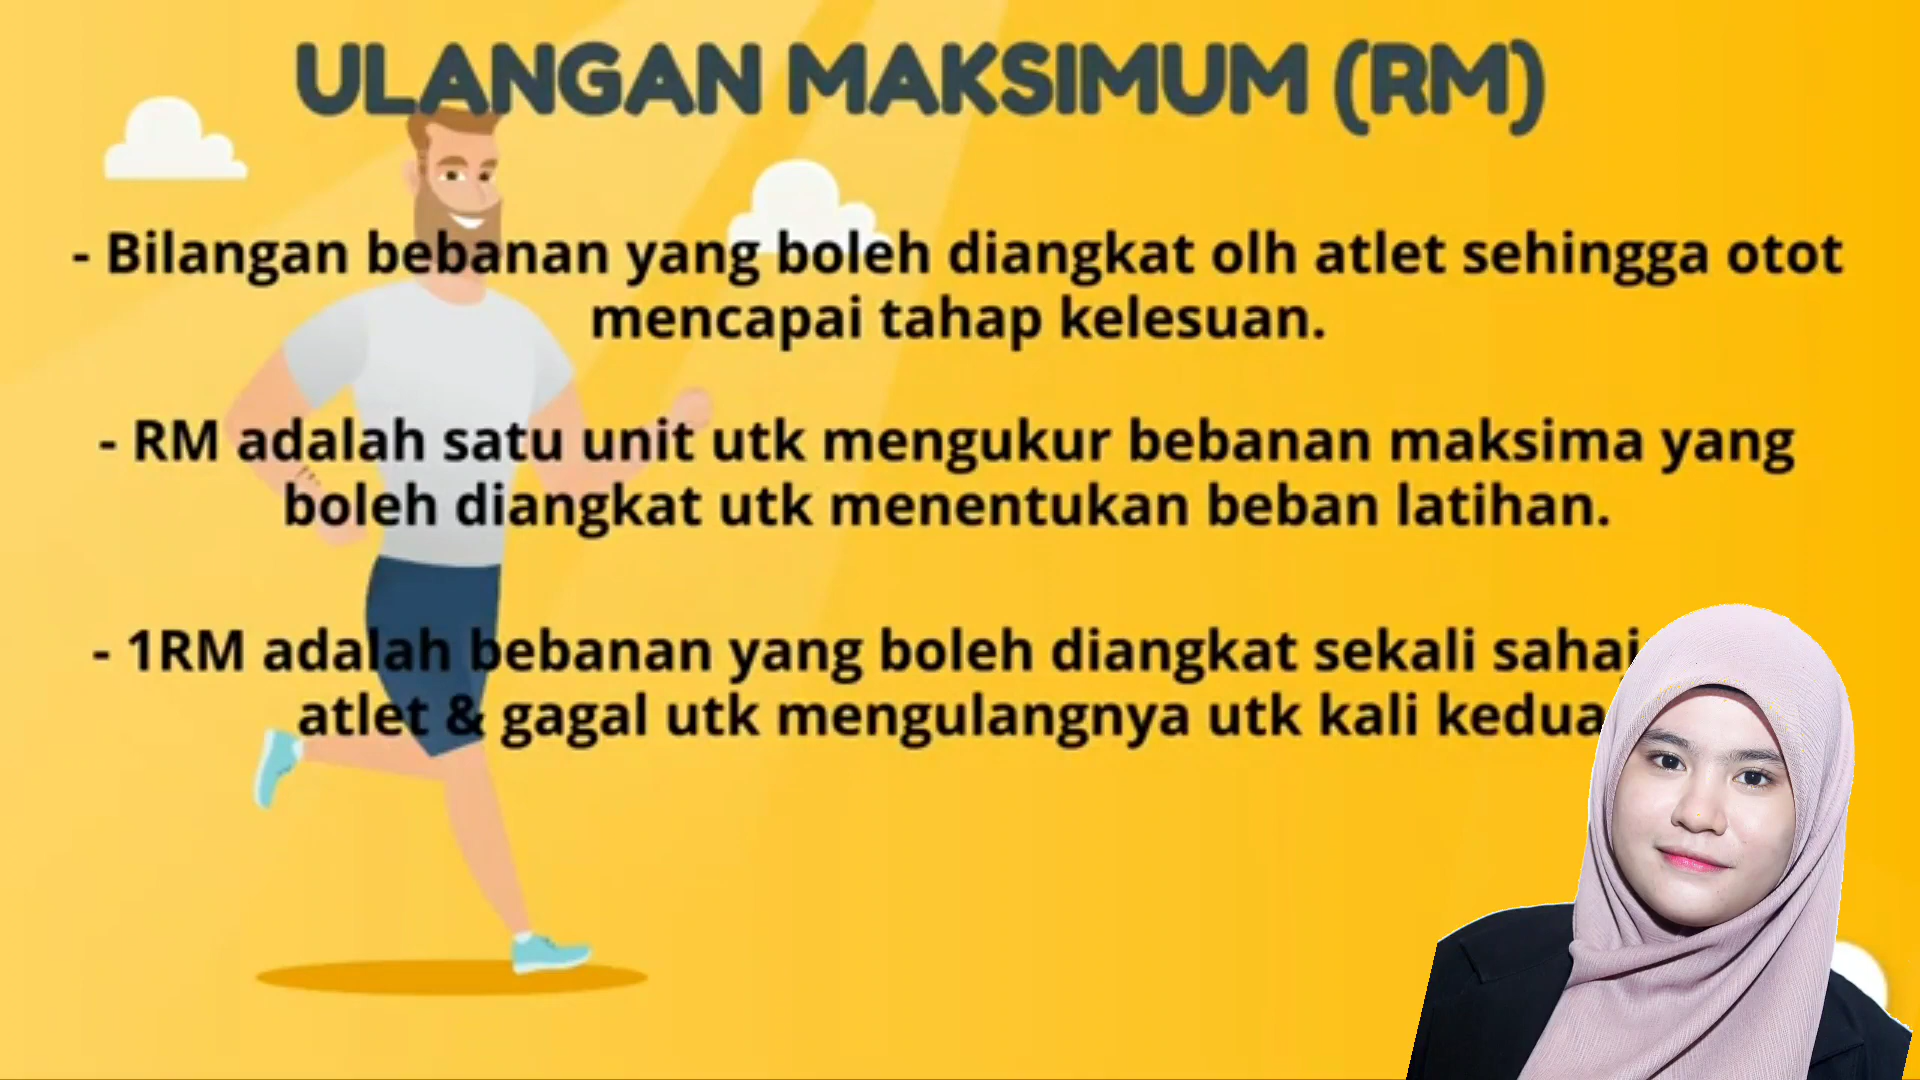 ULANGAN MAKSIMUM (RM)
- Bilangan bebanan yang boleh diangkat olh atlet sehingga otot
mencapai tahap kelesuan.
- RM adalah satu unit utk mengukur bebanan maksima yang
boleh diangkat utk menentukan beban latihan.
- 1RM adalah bebanan yang boleh diangkat sekali
atlet & gagal utk mengulangnya utk kali kedua